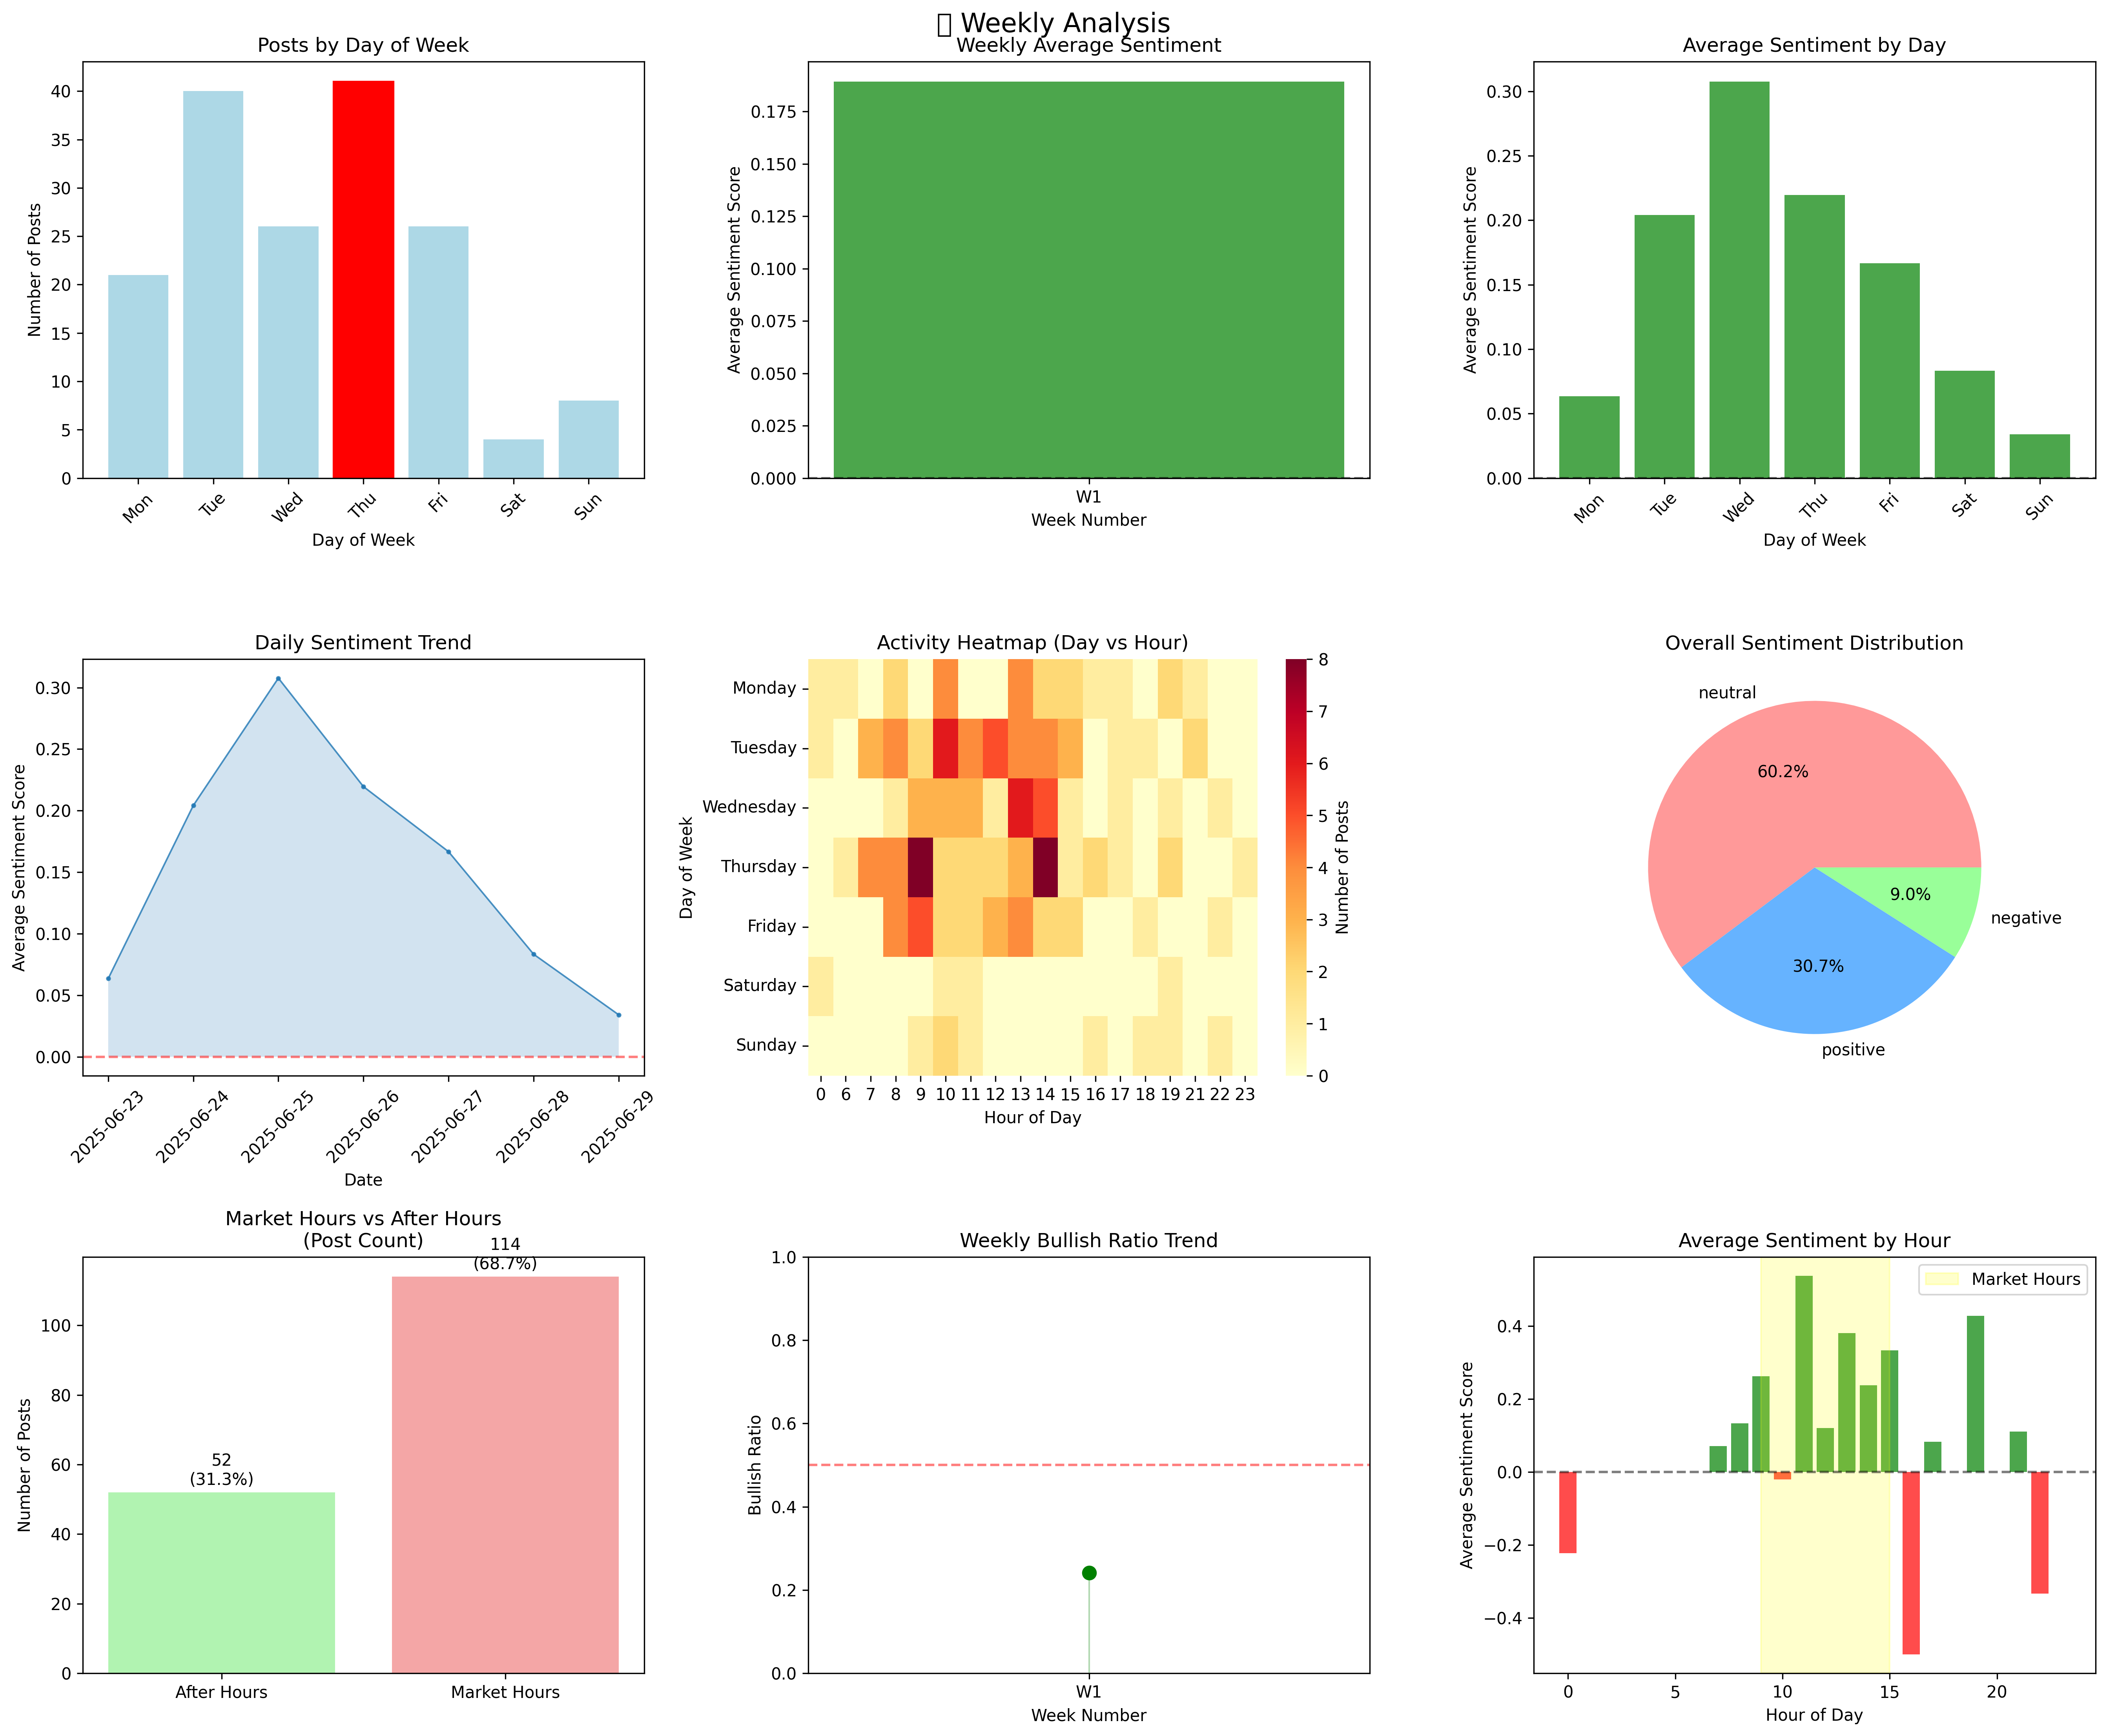 ▯ Weekly Analysis
Posts by Day of Week
Number of Posts
40
35
30
25
20
15
10
5
0
Mon
Tue
Wed
Thu
Fri
Sat
Sun
Day of Week
Weekly Average Sentiment
Average Sentiment Score
0.175
0.150
0.125
0.100
0.075
0.050
0.025
0.000
W1
Week Number
Average Sentiment by Day
Average Sentiment Score
0.30
0.25
0.20
0.15
0.10
0.05
0.00
Mon
Tue
Wed
Thu
Fri
Sat
Sun
Day of Week
Daily Sentiment Trend
Average Sentiment Score
0.30
0.25
0.20
0.15
0.10
0.05
0.00
2025-06-23
2025-06-24
2025-06-25
2025-06-26
2025-06-27
2025-06-28
2025-06-29
Date
Activity Heatmap (Day vs Hour)
Day of Week
Monday
Tuesday
Wednesday
Thursday
Friday
Saturday
Sunday
0 6 7 8 9 10 11 12 13 14 15 16 17 18 19 21 22 23
Hour of Day
8
7
6
5
4
3
2
1
0
Number of Posts
Overall Sentiment Distribution
neutral
60.2%
9.0%
negative
30.7%
positive
Market Hours vs After Hours
(Post Count)
Number of Posts
100
80
60
40
20
0
114
(68.7%)
52
(31.3%)
After Hours
Market Hours
Weekly Bullish Ratio Trend
Bullish Ratio
1.0
0.8
0.6
0.4
0.2
0.0
W1
Week Number
Average Sentiment by Hour
Market Hours
Average Sentiment Score
0.4
0.2
0.0
−0.2
−0.4
0 5 10 15 20
Hour of Day